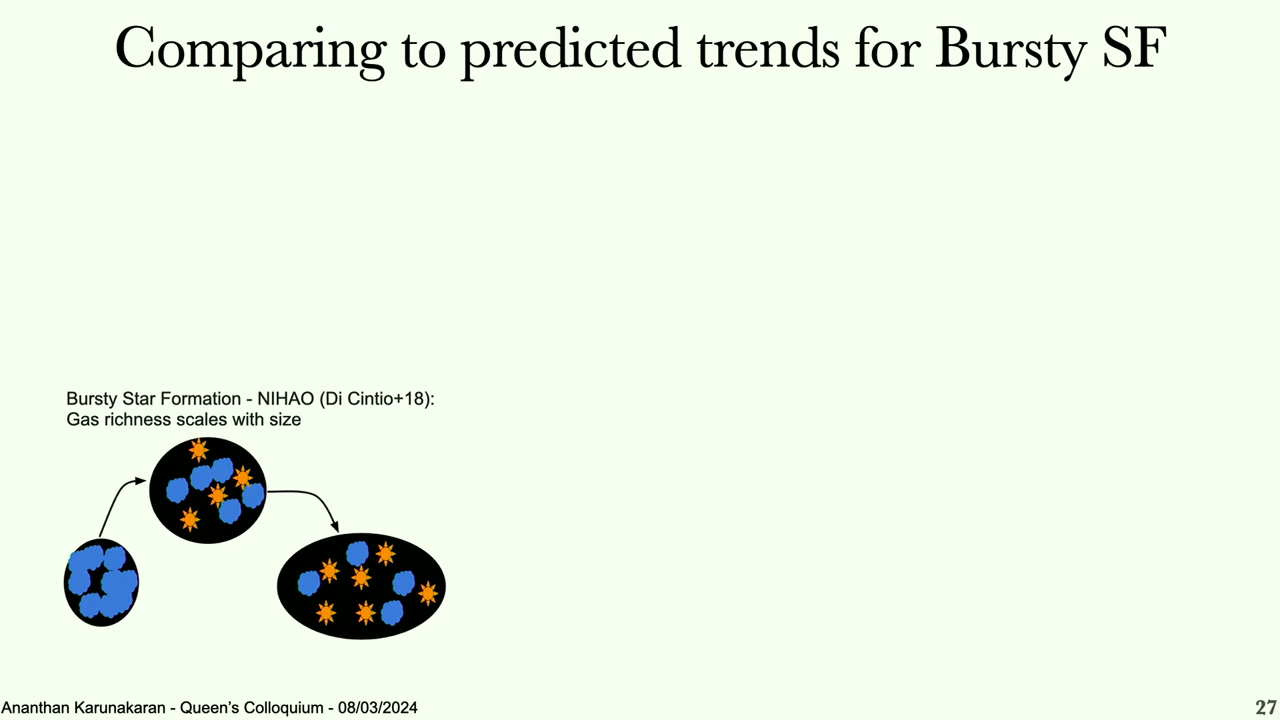 Comparing to predicted trends for Bursty SF
Bursty Star Formation - NIHAO (Di Cintio+18):
Gas richness scales with size
Ananthan Karunakaran - Queen's Colloquium - 08/03/2024
27